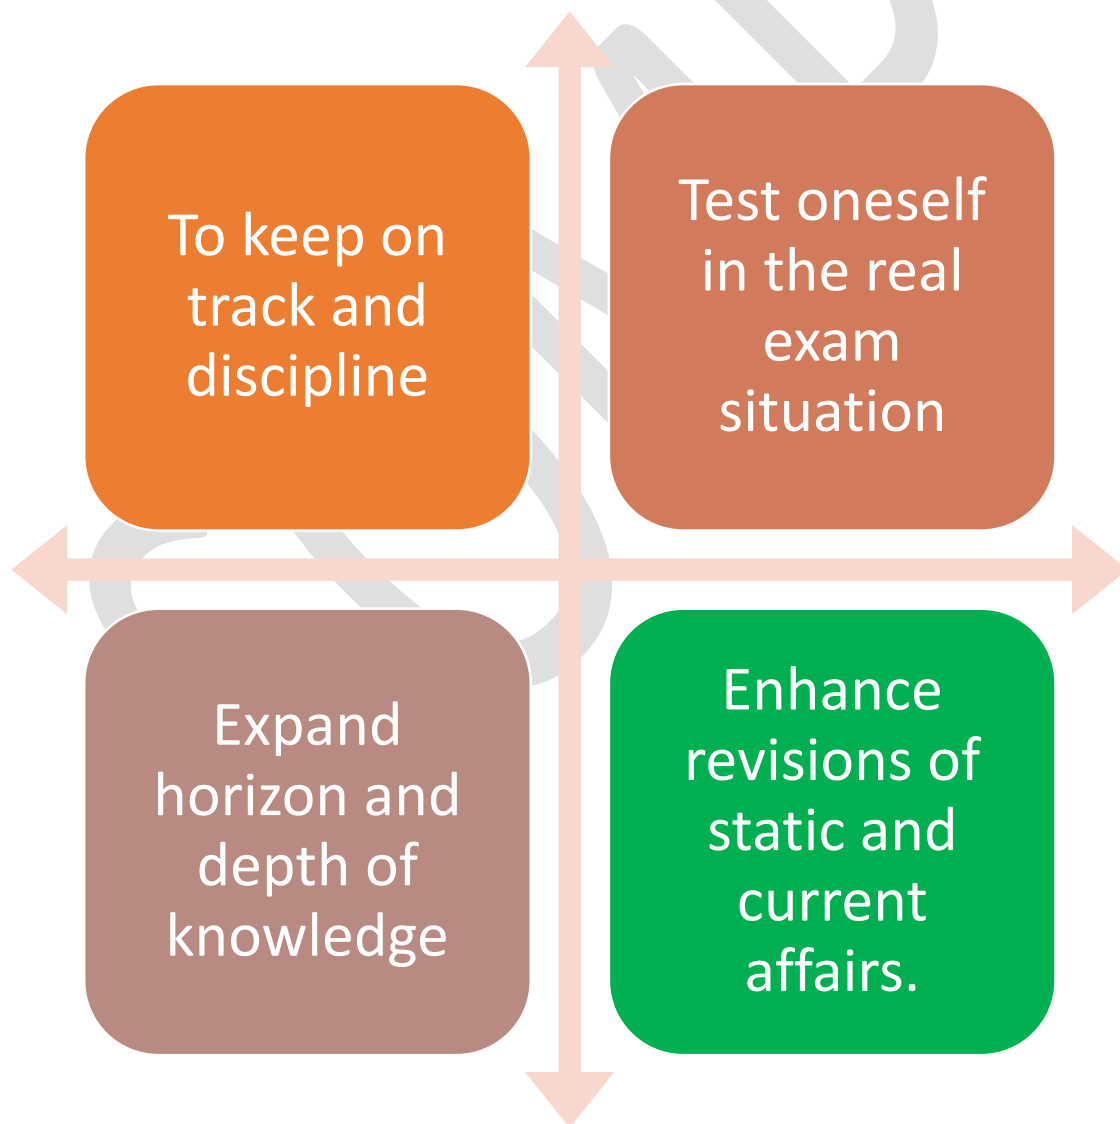 To keep on
track and
discipline
Test oneself
in the real
exam
situation
Expand
horizon and
depth of
knowledge
Enhance
revisions of
static and
current
affairs.